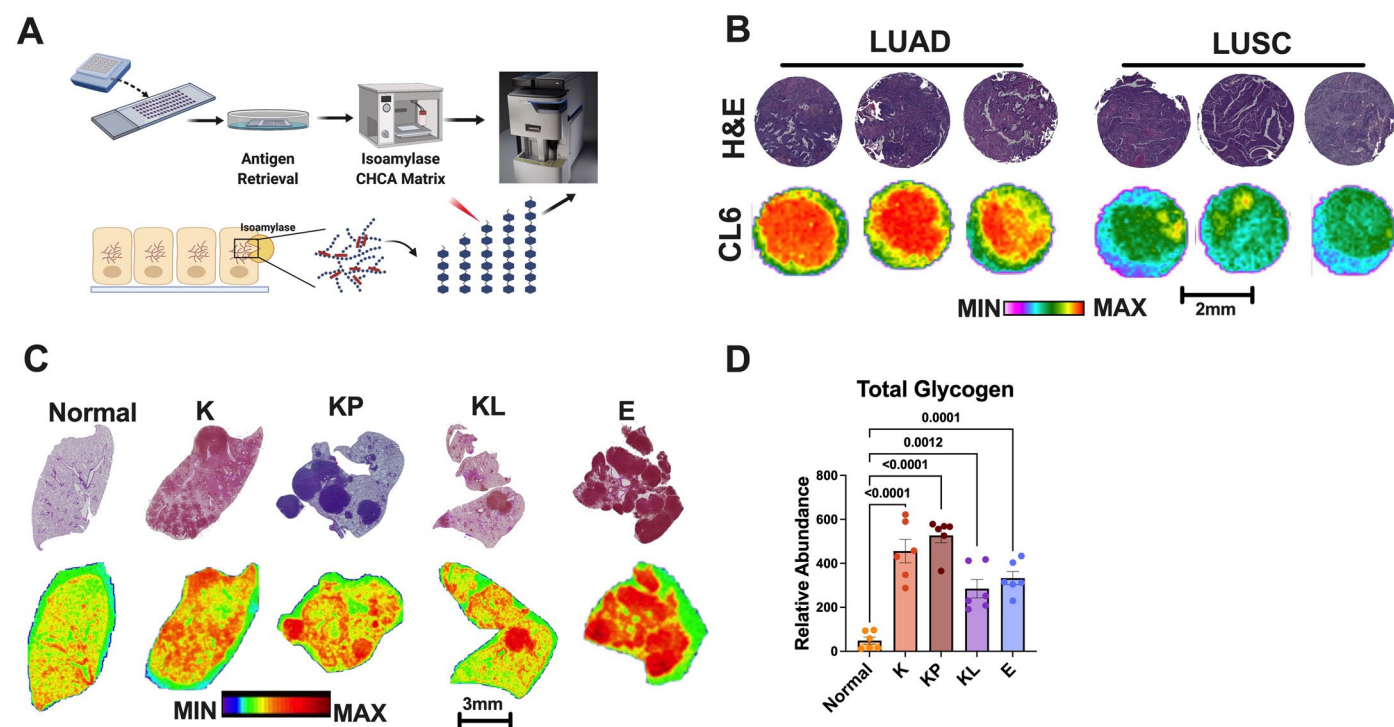 A
Antigen
Retrieval
Isoamylase
CHCA Matrix
Isoamylase
B
LUAD
LUSC
H&E
CL6
MIN
MAX
2mm
C
Normal
K
KP
KL
E
MIN
MAX
3mm
D
Total Glycogen
0.0001
0.0012
<0.0001
<0.0001
Relative Abundance
800
600
400
200
0
Normal
K
KP
KL
E